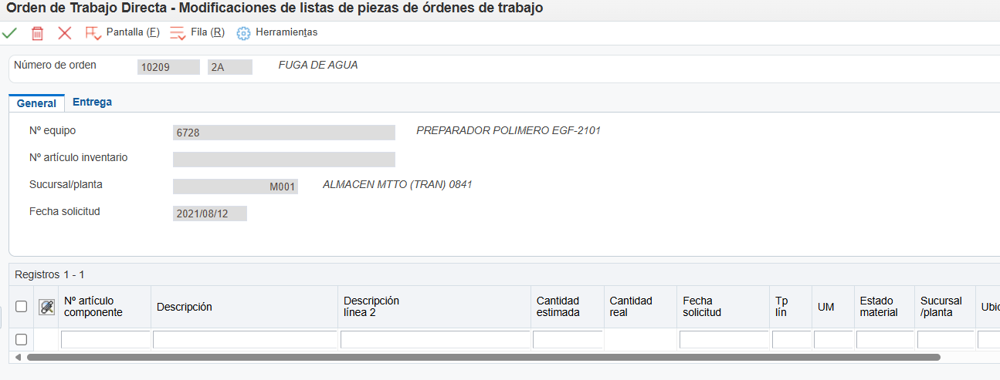 Orden de Trabajo Directa - Modificaciones de listas de piezas de órdenes de trabajo
Pantalla (F) Fila (R) Herramientas
Número de orden 10209 2A FUGA DE AGUA
General Entrega
Nº equipo 6728 PREPARADOR POLIMERO EGF-2101
Nº artículo inventario
Sucursal/planta M001 ALMACEN MTTO (TRAN) 0841
Fecha solicitud 2021/08/12
Registros 1 - 1
Nº artículo componente Descripción Descripción línea 2 Cantidad estimada Cantidad real Fecha solicitud Tp lín UM Estado material Sucursal /planta